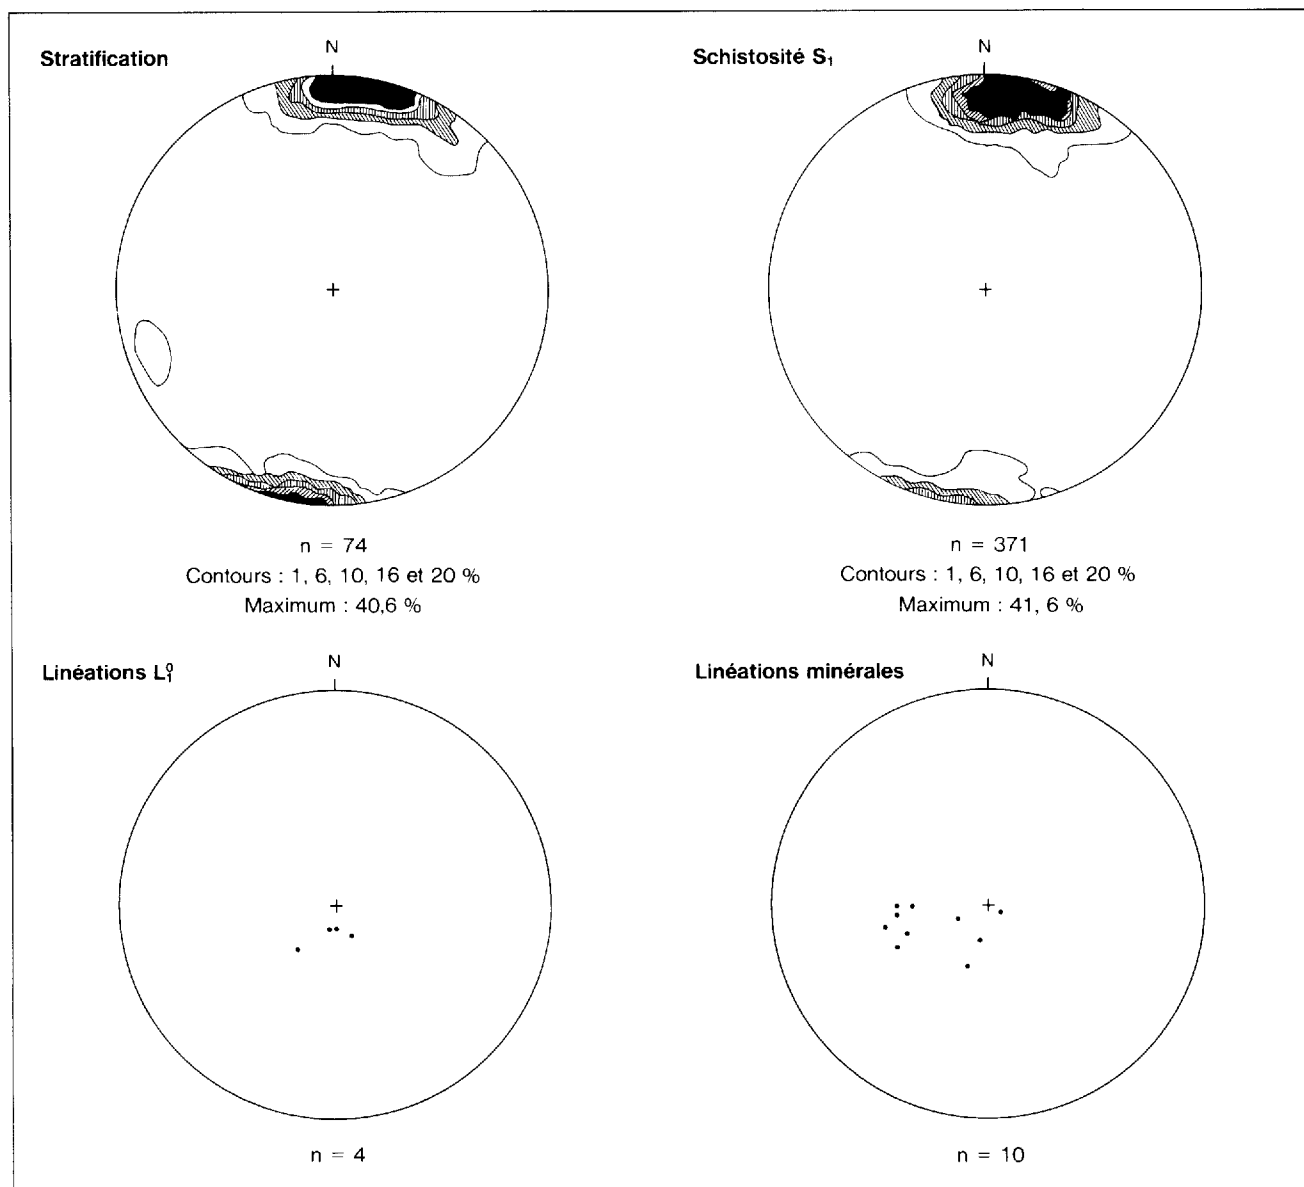 Stratification
N
n = 74
Contours : 1, 6, 10, 16 et 20 %
Maximum : 40,6 %
Schistosité S₁
N
n = 371
Contours : 1, 6, 10, 16 et 20 %
Maximum : 41, 6 %
Linéations L⁰₁
N
n = 4
Linéations minérales
N
n = 10